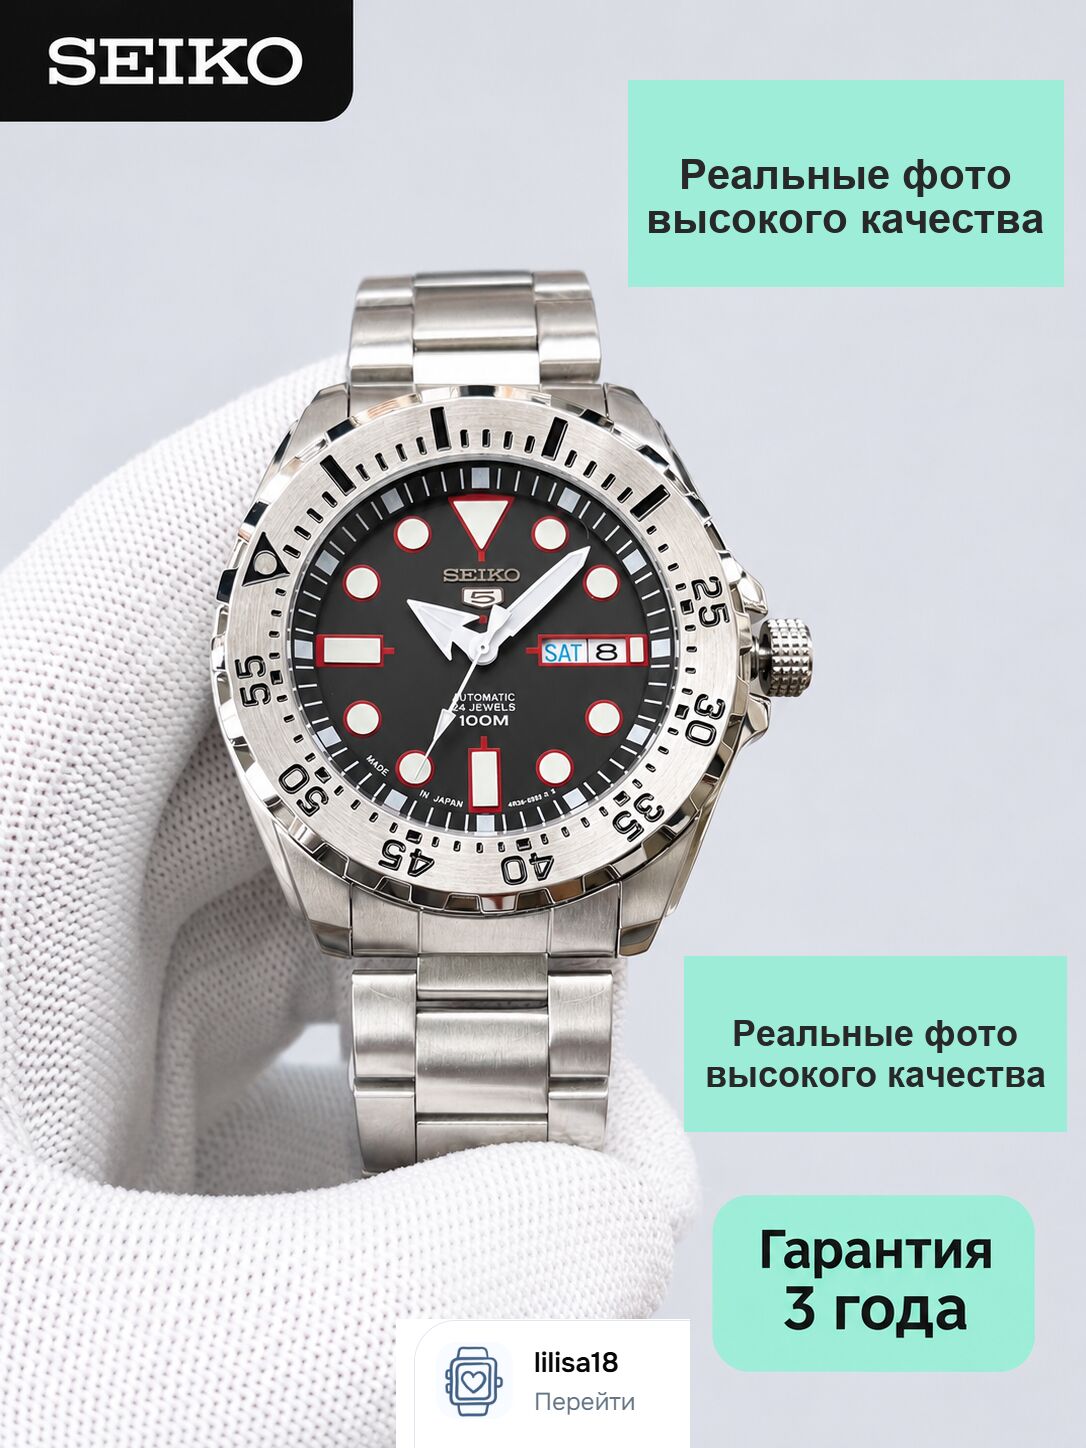 SEIKO
Реальные фото
высокого качества
SEIKO
5
SAT 8
AUTOMATIC
24 JEWELS
100M
MADE IN JAPAN
25
30
35
40
45
50
55
Реальные фото
высокого качества
Гарантия
3 года
lilisa18
Перейти